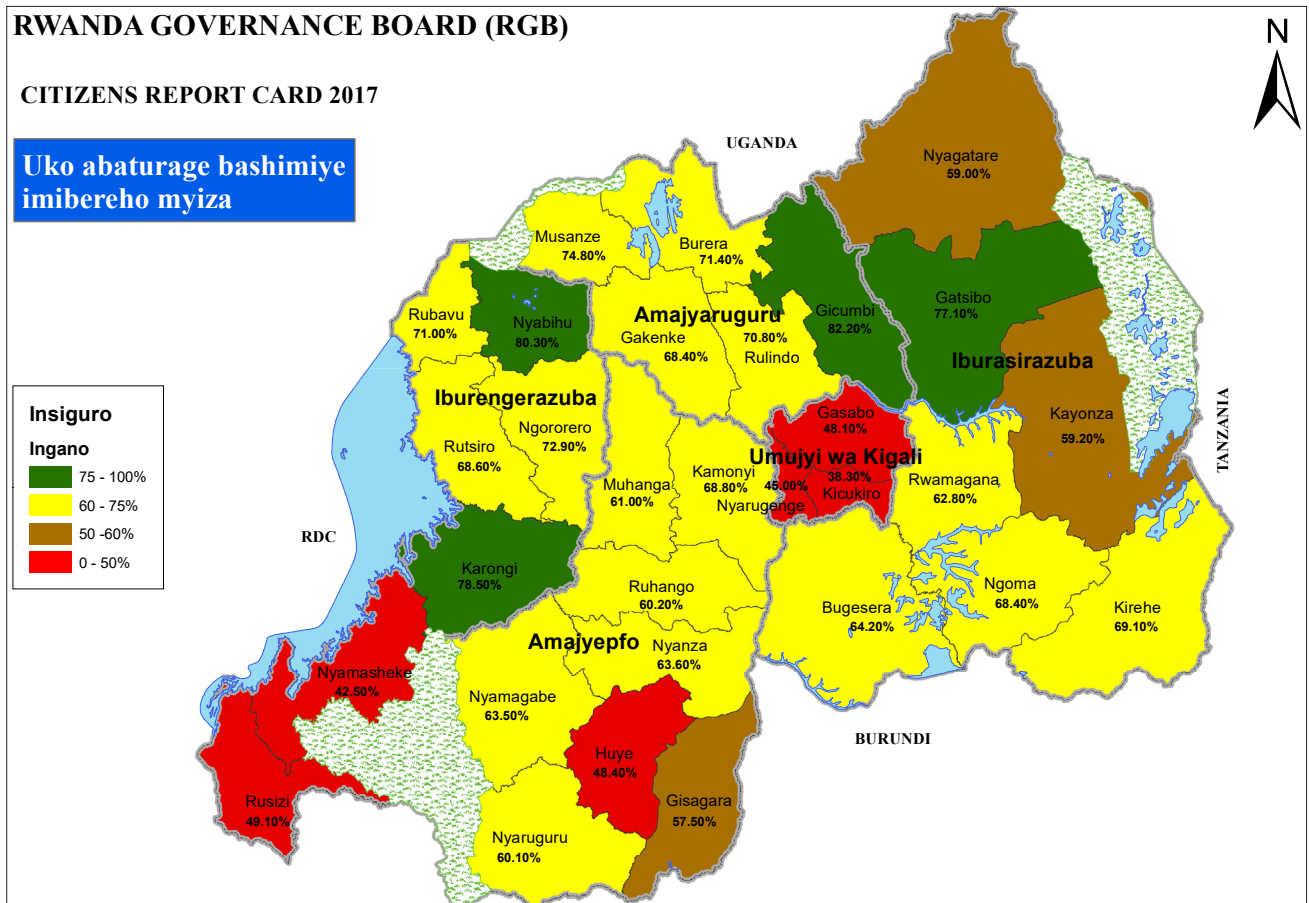 RWANDA GOVERNANCE BOARD (RGB)
N
CITIZENS REPORT CARD 2017
Uko abaturage bashimiye
imibereho myiza
UGANDA
Nyagatare
59.00%
Musanze
74.80%
Burera
71.40%
Rubavu
71.00%
Nyabihu
80.30%
Amajyaruguru
Gakenke
68.40%
70.80%
Rulindo
Gicumbi
82.20%
Gatsibo
77.10%
Iburasirazuba
Kayonza
59.20%
TANZANIA
Insiguro
Ingano
75 - 100%
60 - 75%
50 -60%
0 - 50%
Iburengerazuba
Rutsiro
68.60%
Ngororero
72.90%
Muhanga
61.00%
Kamonyi
68.80%
Gasabo
48.10%
Umujyi wa Kigali
38.30%
45.00%
Kicukiro
Nyarugenge
Rwamagana
62.80%
RDC
Karongi
78.50%
Ruhango
60.20%
Bugesera
64.20%
Ngoma
68.40%
Kirehe
69.10%
Amajyepfo
Nyanza
63.60%
Nyamasheke
42.50%
Nyamagabe
63.50%
Huye
48.40%
BURUNDI
Rusizi
49.10%
Gisagara
57.50%
Nyaruguru
60.10%